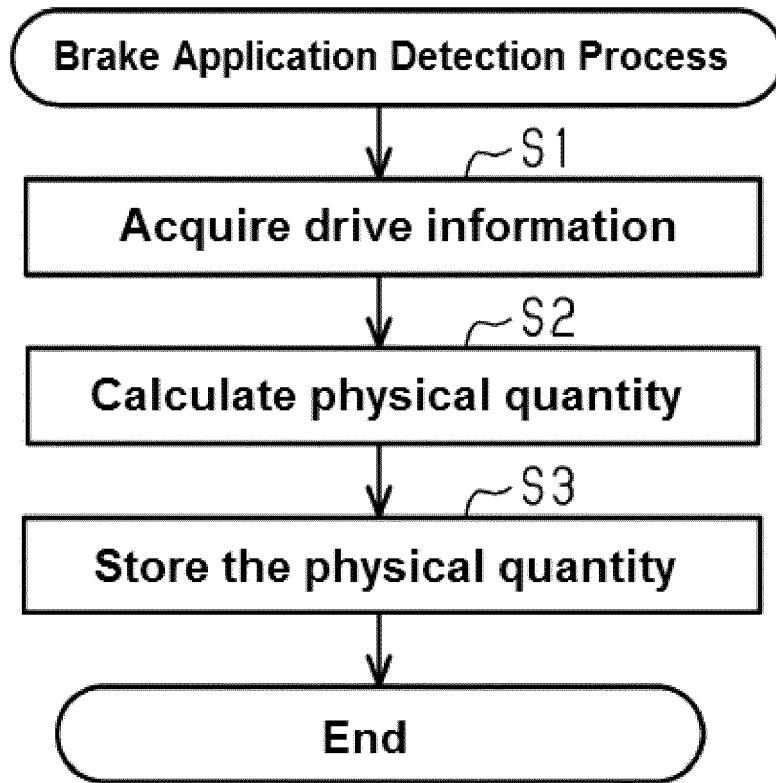 Brake Application Detection Process
S1
Acquire drive information
S2
Calculate physical quantity
S3
Store the physical quantity
End